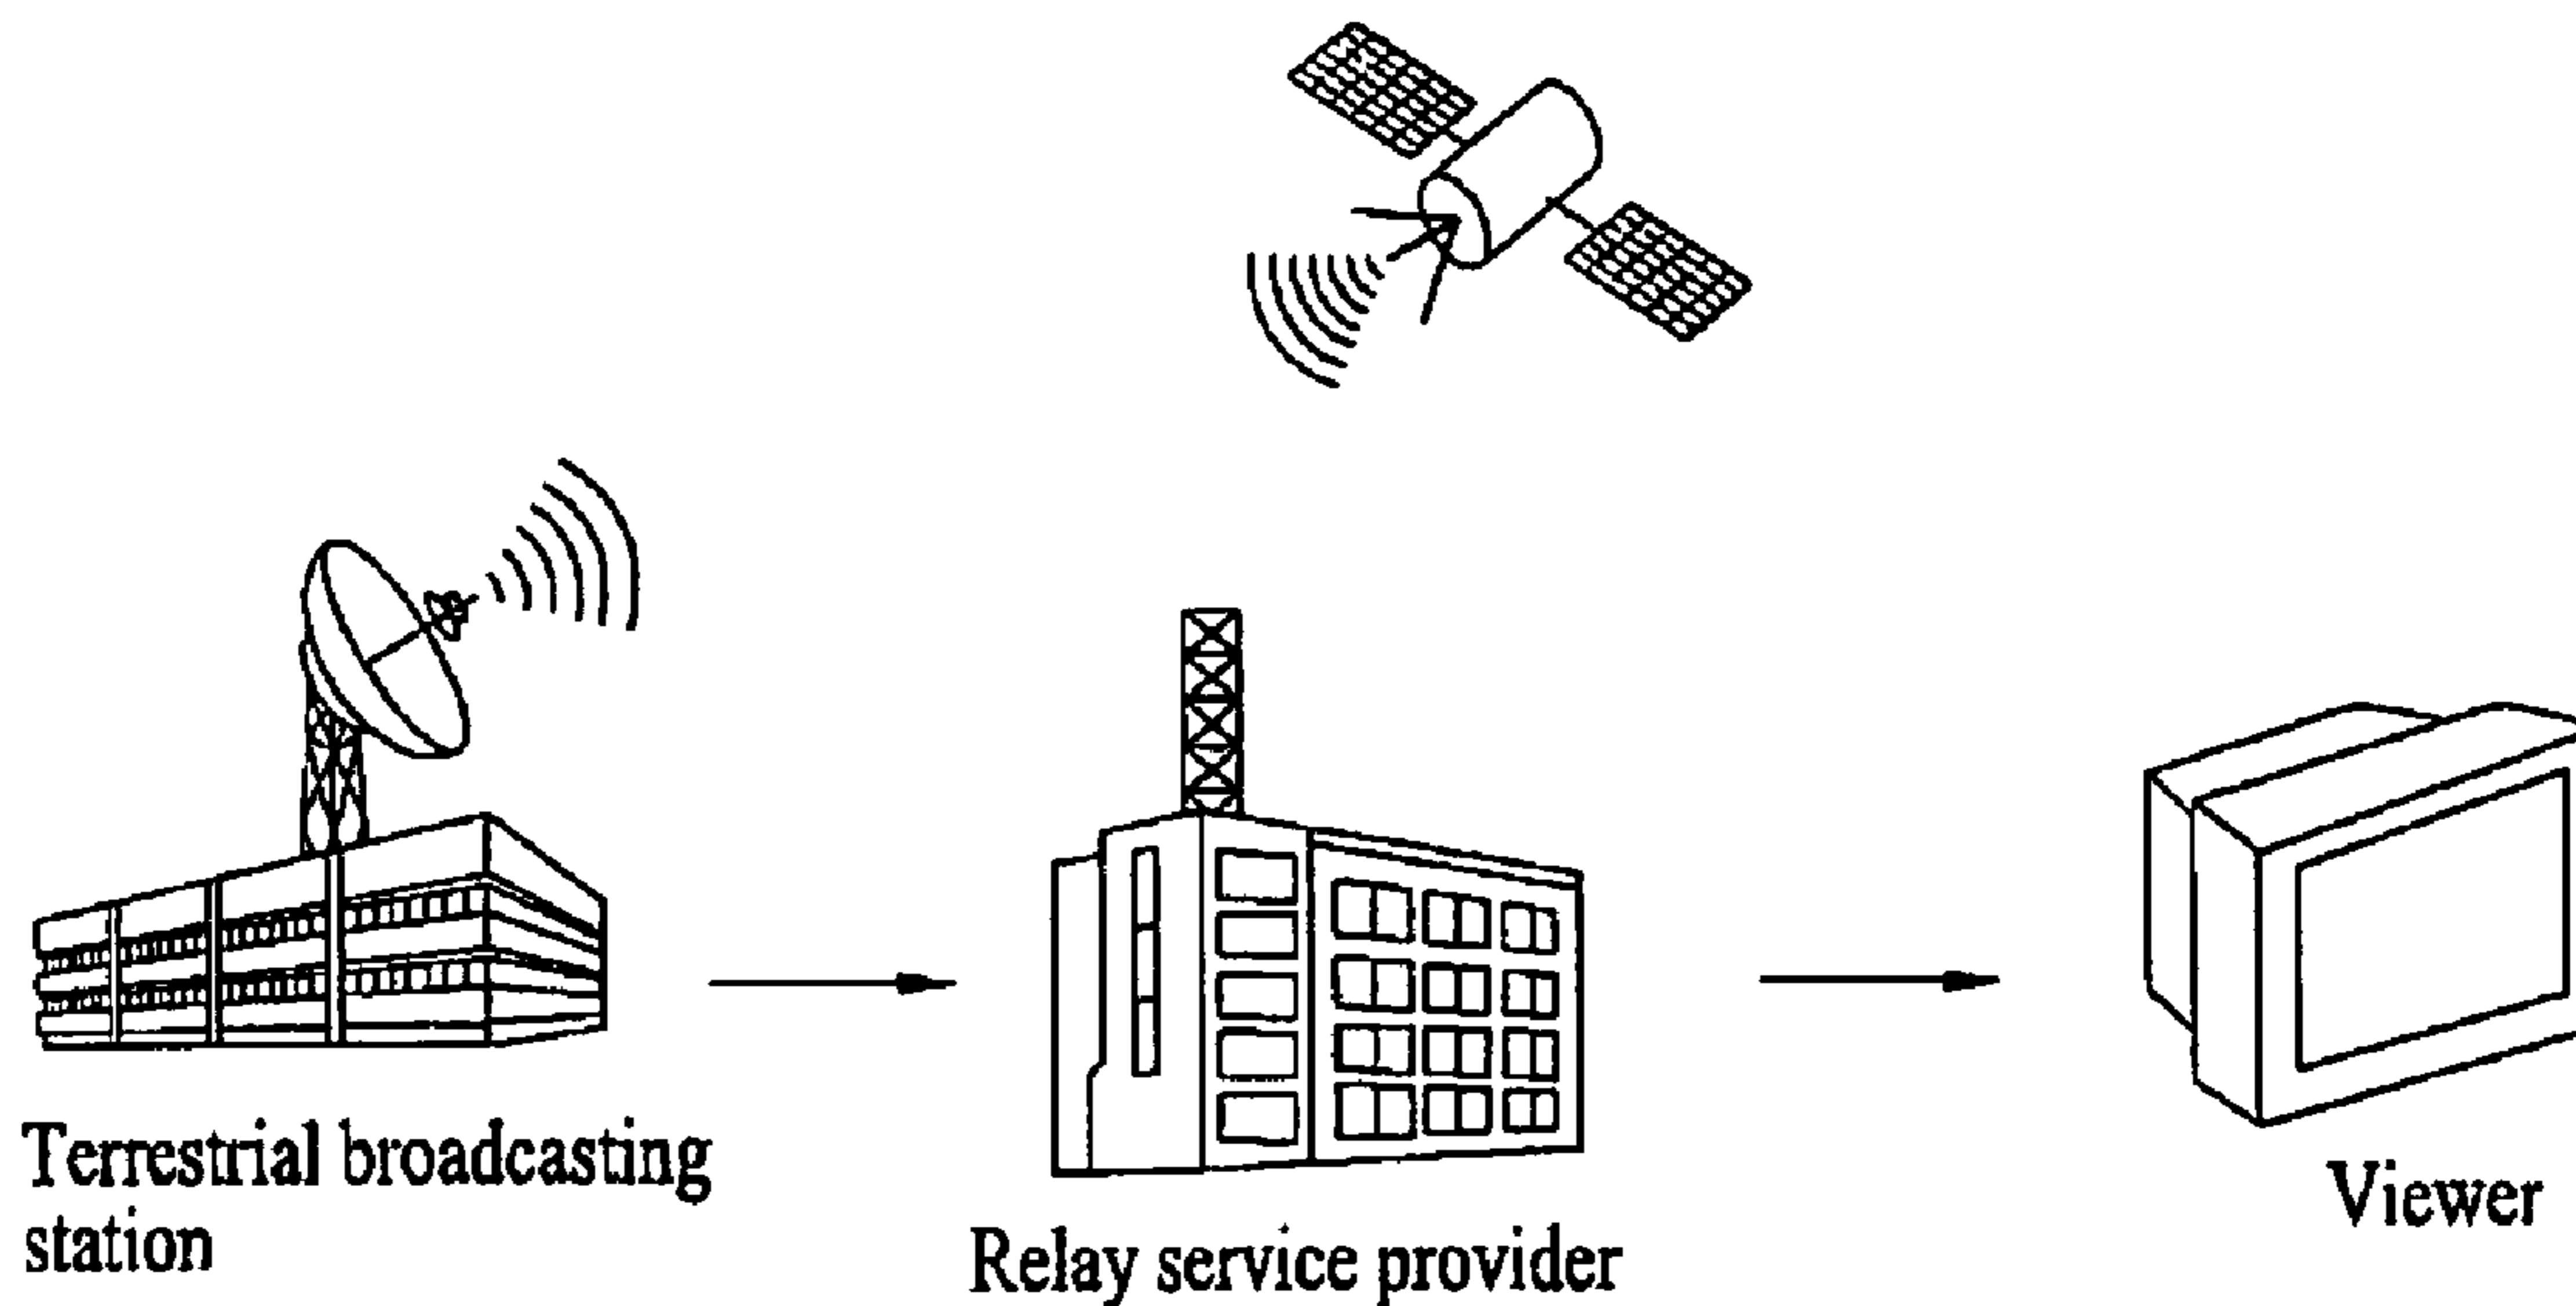 Terrestrial broadcasting
station
Relay service provider
Viewer